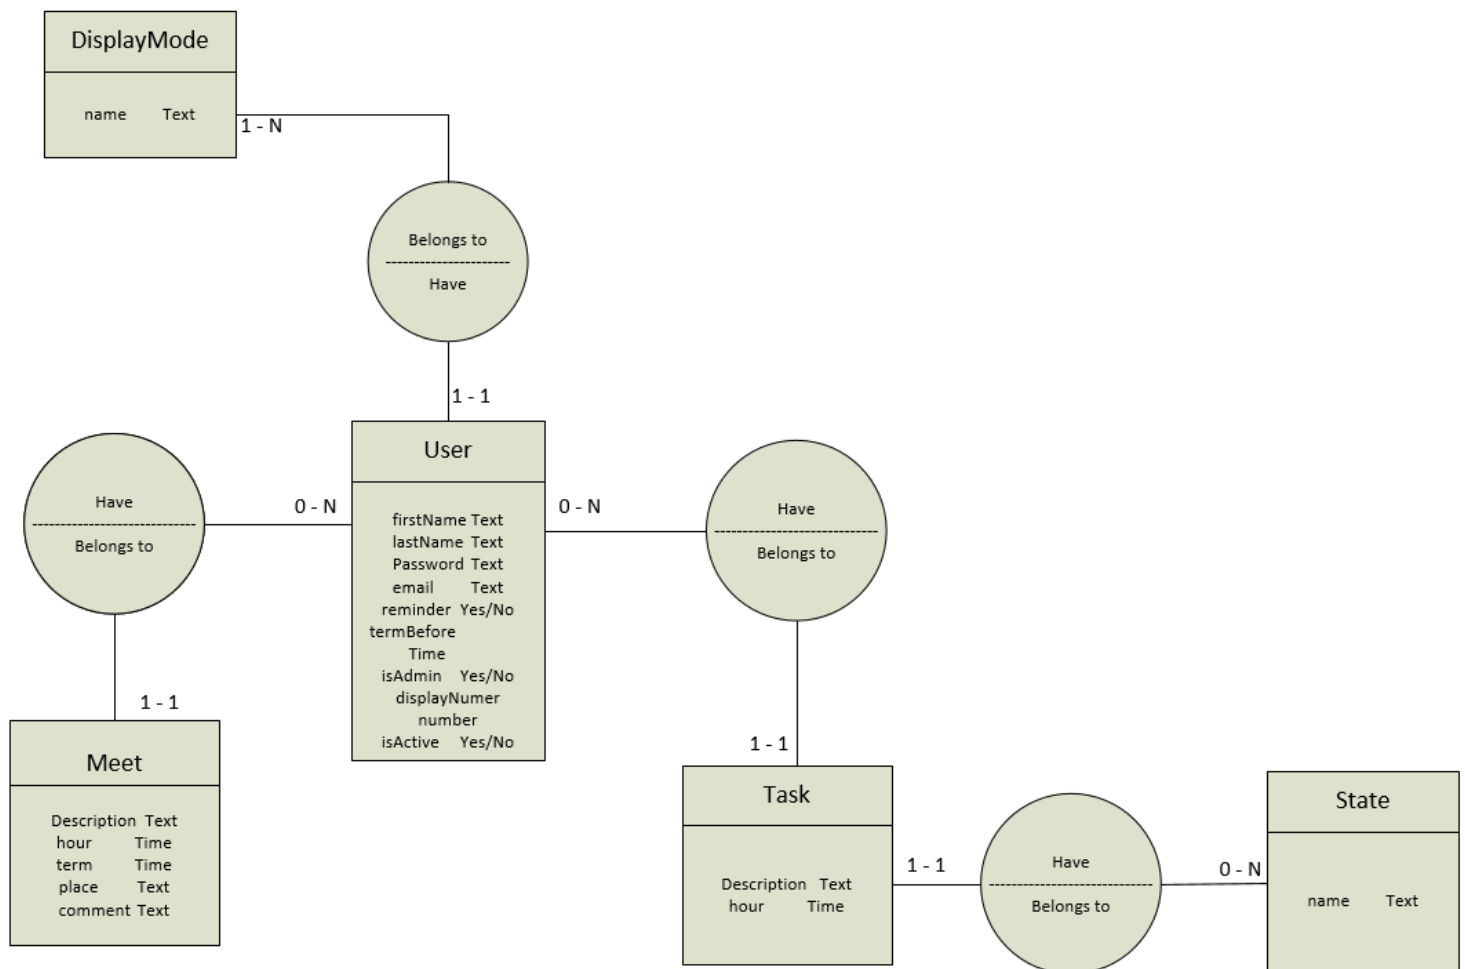 DisplayMode
name Text
1 - N
Belongs to
Have
1 - 1
User
firstName Text
lastName Text
Password Text
email Text
reminder Yes/No
termBefore
Time
isAdmin Yes/No
displayNumer
number
isActive Yes/No
0 - N
Have
Belongs to
1 - 1
Meet
Description Text
hour Time
term Time
place Text
comment Text
0 - N
Have
Belongs to
1 - 1
Task
Description Text
hour Time
1 - 1
Have
Belongs to
0 - N
State
name Text